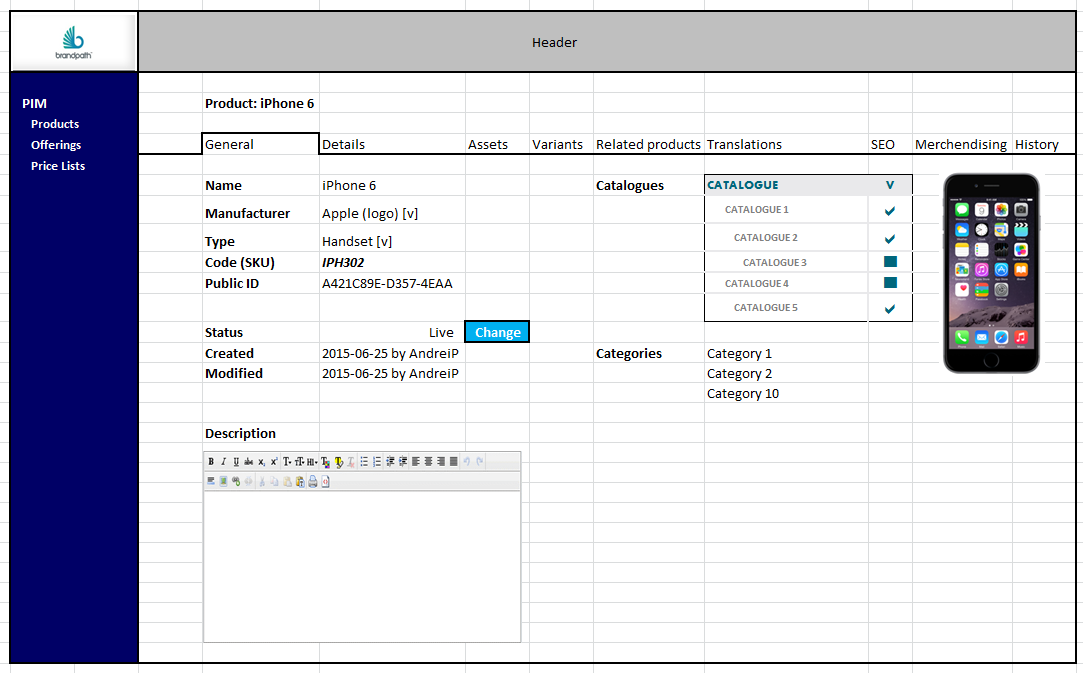 brandpath
Header
PIM
Products
Offerings
Price Lists
Product: iPhone 6
General Details Assets Variants Related products Translations SEO Merchendising History
Name iPhone 6
Manufacturer Apple (logo) [v]
Type Handset [v]
Code (SKU) IPH302
Public ID A421C89E-D357-4EAA
Status Live Change
Created 2015-06-25 by AndreiP
Modified 2015-06-25 by AndreiP
Catalogues
CATALOGUE V
CATALOGUE 1
CATALOGUE 2
CATALOGUE 3
CATALOGUE 4
CATALOGUE 5
Categories Category 1
Category 2
Category 10
Description